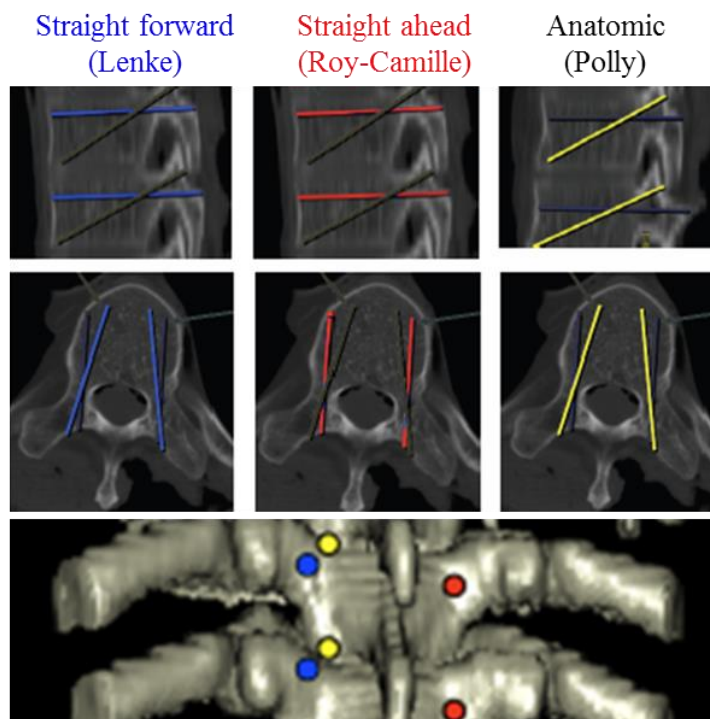 Straight forward
(Lenke)
Straight ahead
(Roy-Camille)
Anatomic
(Polly)